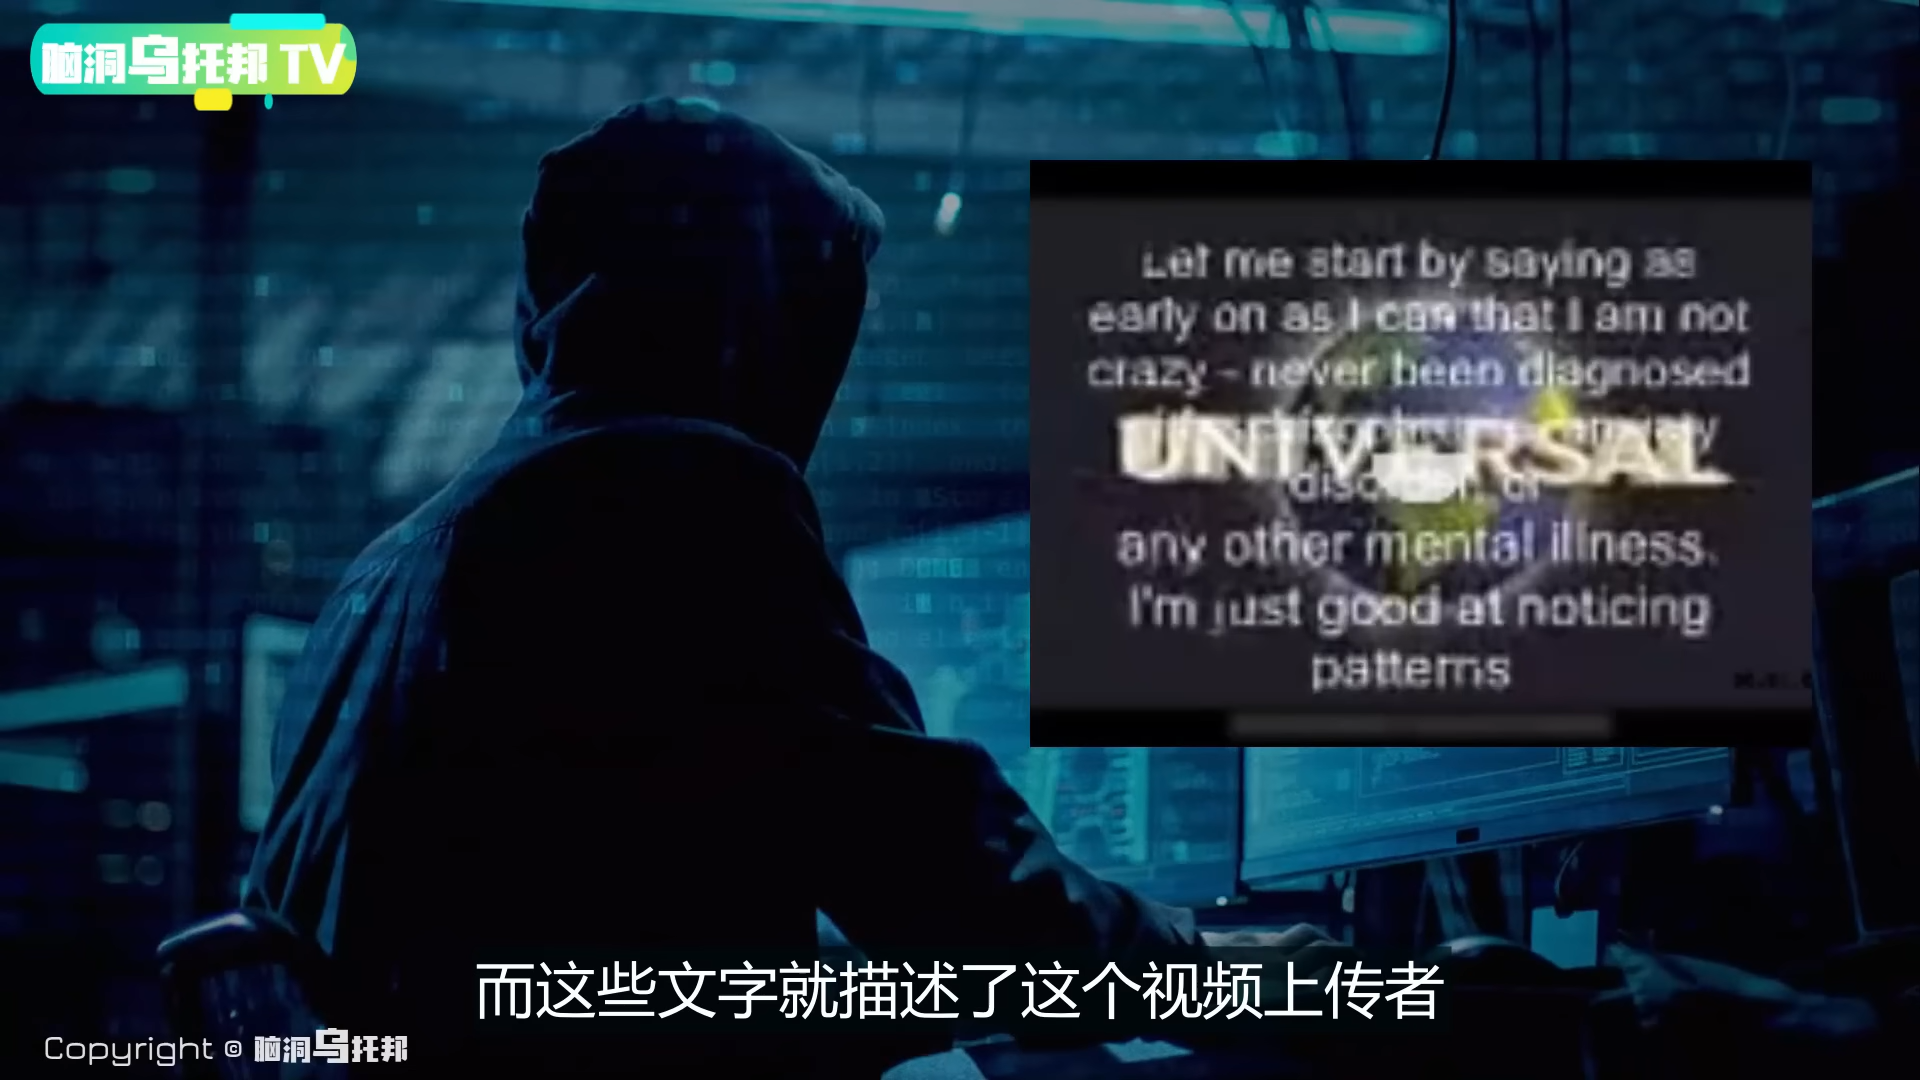 脑洞乌托邦 TV
Let me start by saying as
early on as I can that I am not
crazy - never been diagnosed
UNIVERSAL
any other mental illness.
I'm just good at noticing
patterns
而这些文字就描述了这个视频上传者
Copyright © 脑洞乌托邦